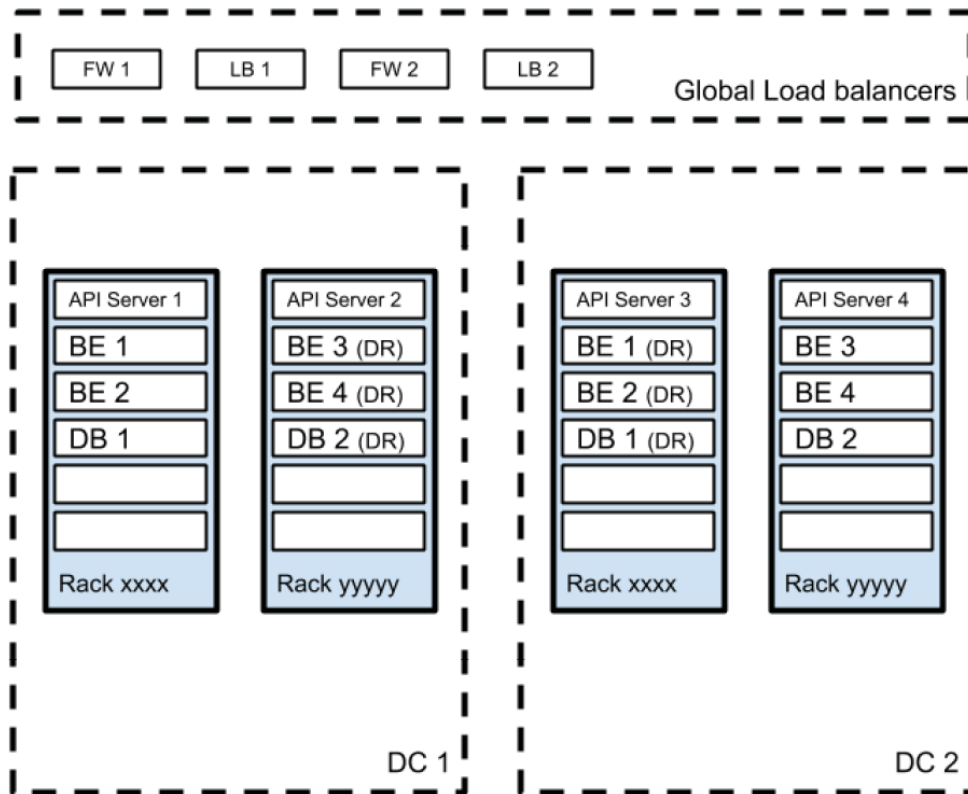 FW 1
LB 1
FW 2
LB 2
Global Load balancers
API Server 1
BE 1
BE 2
DB 1
Rack xxxx
API Server 2
BE 3 (DR)
BE 4 (DR)
DB 2 (DR)
Rack yyyyy
DC 1
API Server 3
BE 1 (DR)
BE 2 (DR)
DB 1 (DR)
Rack xxxx
API Server 4
BE 3
BE 4
DB 2
Rack yyyyy
DC 2